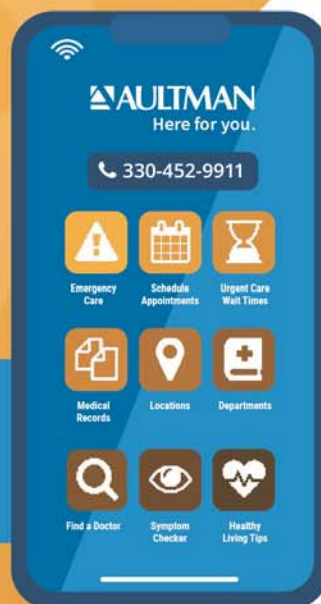 AULTMAN
Here for you.
330-452-9911
Emergency
Care
Schedule
Appointments
Urgent Care
Wait Times
Medical
Records
Locations
Departments
Find a Doctor
Symptom
Checker
Healthy
Living Tips